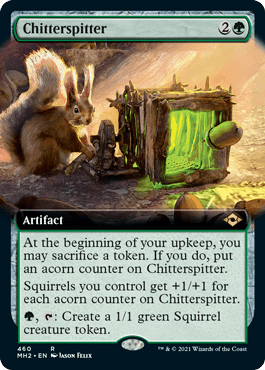 Chitterspitter 2
Artifact
At the beginning of your upkeep, you
may sacrifice a token. If you do, put
an acorn counter on Chitterspitter.
Squirrels you control get +1/+1 for
each acorn counter on Chitterspitter.
, : Create a 1/1 green Squirrel
creature token.
460 R
MH2 • EN Jason Felix ™ & © 2021 Wizards of the Coast